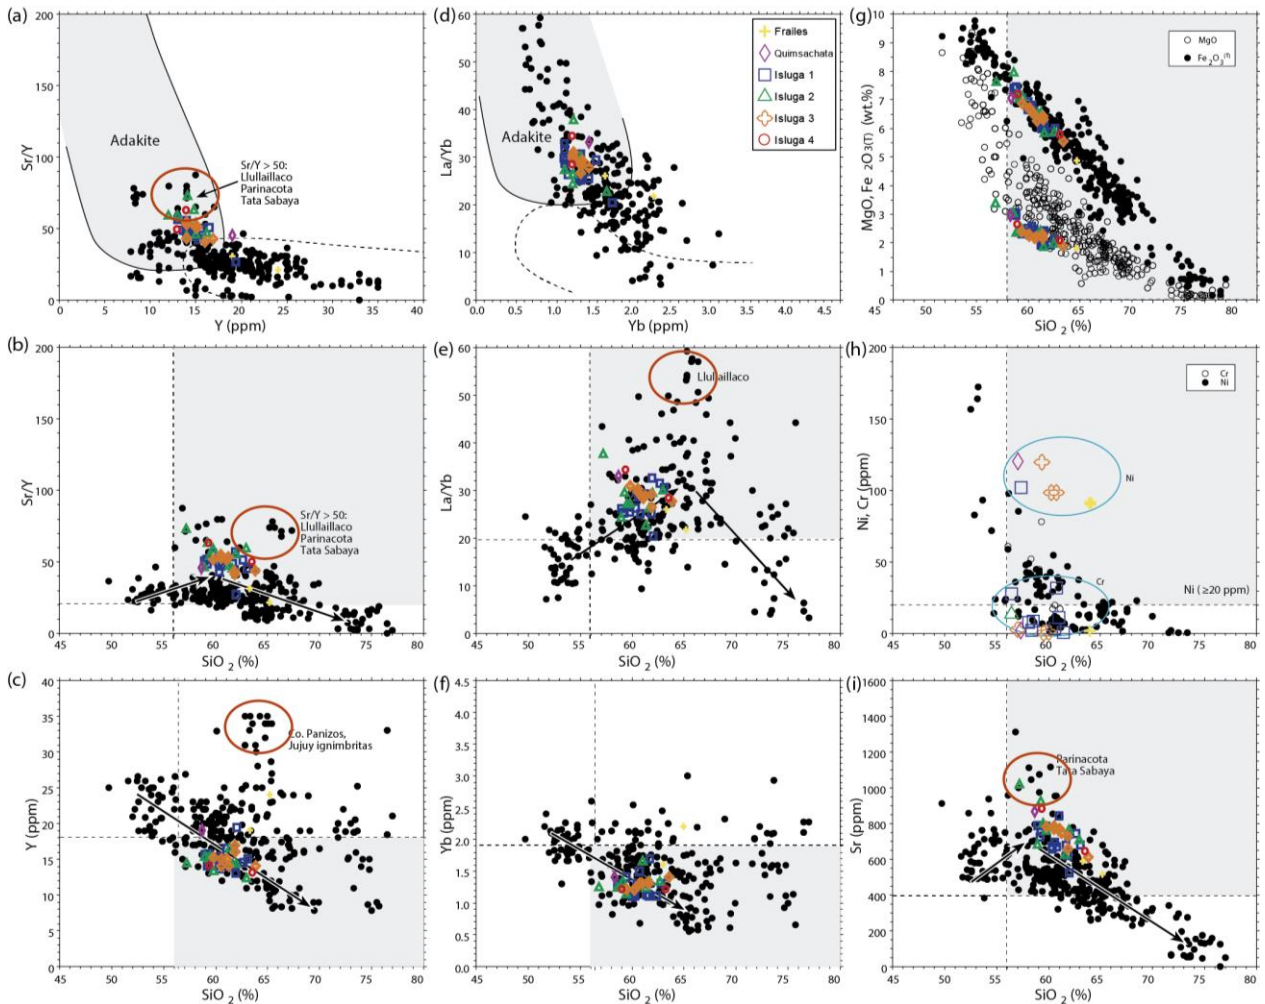 (a)
200
150
100
50
0
Sr/Y
Adakite
Sr/Y > 50:
Llullaillaco
Parinacota
Tata Sabaya
0 5 10 15 20 25 30 35 40
Y (ppm)
(d)
60
50
40
30
20
10
0
La/Yb
Adakite
Frailes
Quimsachata
Isluga 1
Isluga 2
Isluga 3
Isluga 4
0.0 0.5 1.0 1.5 2.0 2.5 3.0 3.5 4.0 4.5
Yb (ppm)
(g)
10
9
8
7
6
5
4
3
2
1
0
MgO, Fe 2O3(T) (wt.%)
MgO
Fe2O3(T)
50 55 60 65 70 75 80
SiO 2 (%)
(b)
200
150
100
50
0
Sr/Y
Sr/Y > 50:
Llullaillaco
Parinacota
Tata Sabaya
45 50 55 60 65 70 75 80
SiO 2 (%)
(e)
60
50
40
30
20
10
0
La/Yb
Llullaillaco
45 50 55 60 65 70 75 80
SiO 2 (%)
(h)
200
150
100
50
0
Ni, Cr (ppm)
Cr
Ni
Ni
Cr
Ni (≥20 ppm)
45 50 55 60 65 70 75 80
SiO 2 (%)
(c)
40
35
30
25
20
15
10
5
0
Y (ppm)
Co. Panizos,
Jujuy ignimbritas
45 50 55 60 65 70 75 80
SiO 2 (%)
(f)
4.5
4.0
3.5
3.0
2.5
2.0
1.5
1.0
0.5
0.0
Yb (ppm)
45 50 55 60 65 70 75 80
SiO 2 (%)
(i)
1600
1400
1200
1000
800
600
400
200
0
Sr (ppm)
Parinacota
Tata Sabaya
45 50 55 60 65 70 75 80
SiO 2 (%)